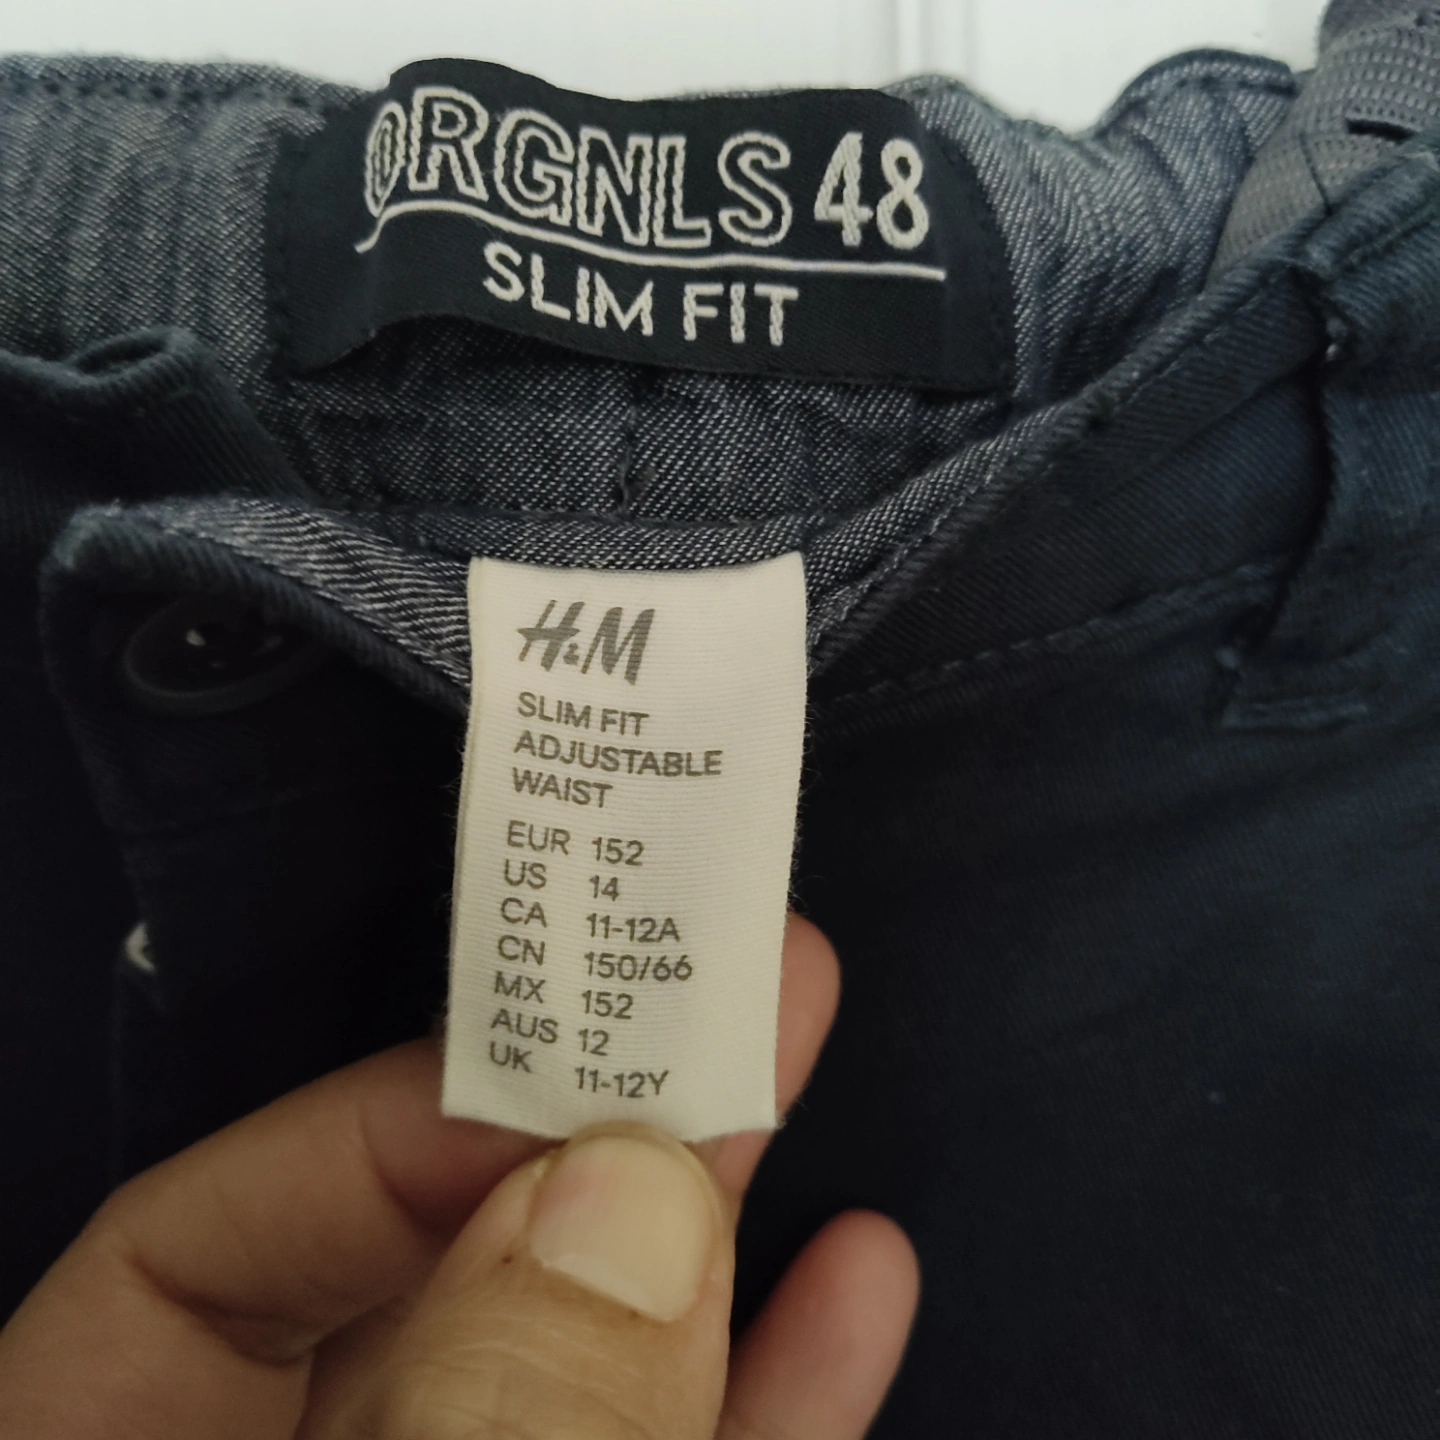 ORGNLS 48
SLIM FIT
H&M
SLIM FIT
ADJUSTABLE
WAIST
EUR 152
US 14
CA 11-12A
CN 150/66
MX 152
AUS 12
UK 11-12Y